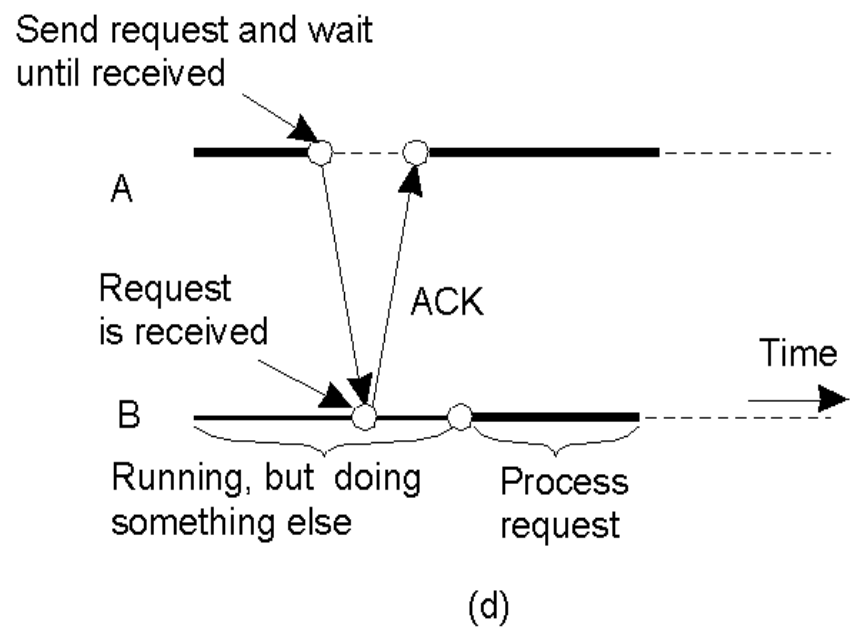 Send request and wait
until received
A
Request
is received
ACK
Time
B
Running, but doing
something else
Process
request
(d)